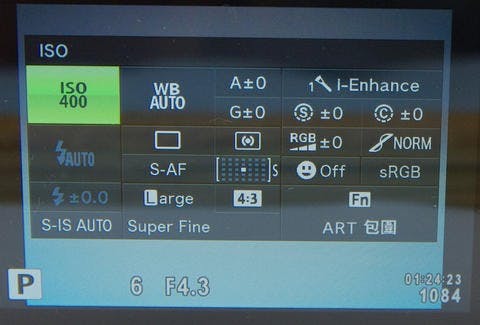 ISO
ISO 400
WB AUTO
A±0
I-Enhance
G±0
S ±0
C ±0
AUTO
RGB ±0
NORM
S-AF
S
Off
sRGB
±0.0
Large
4:3
Fn
S-IS AUTO
Super Fine
ART 包圍
P
6
F4.3
01:24:23
1084